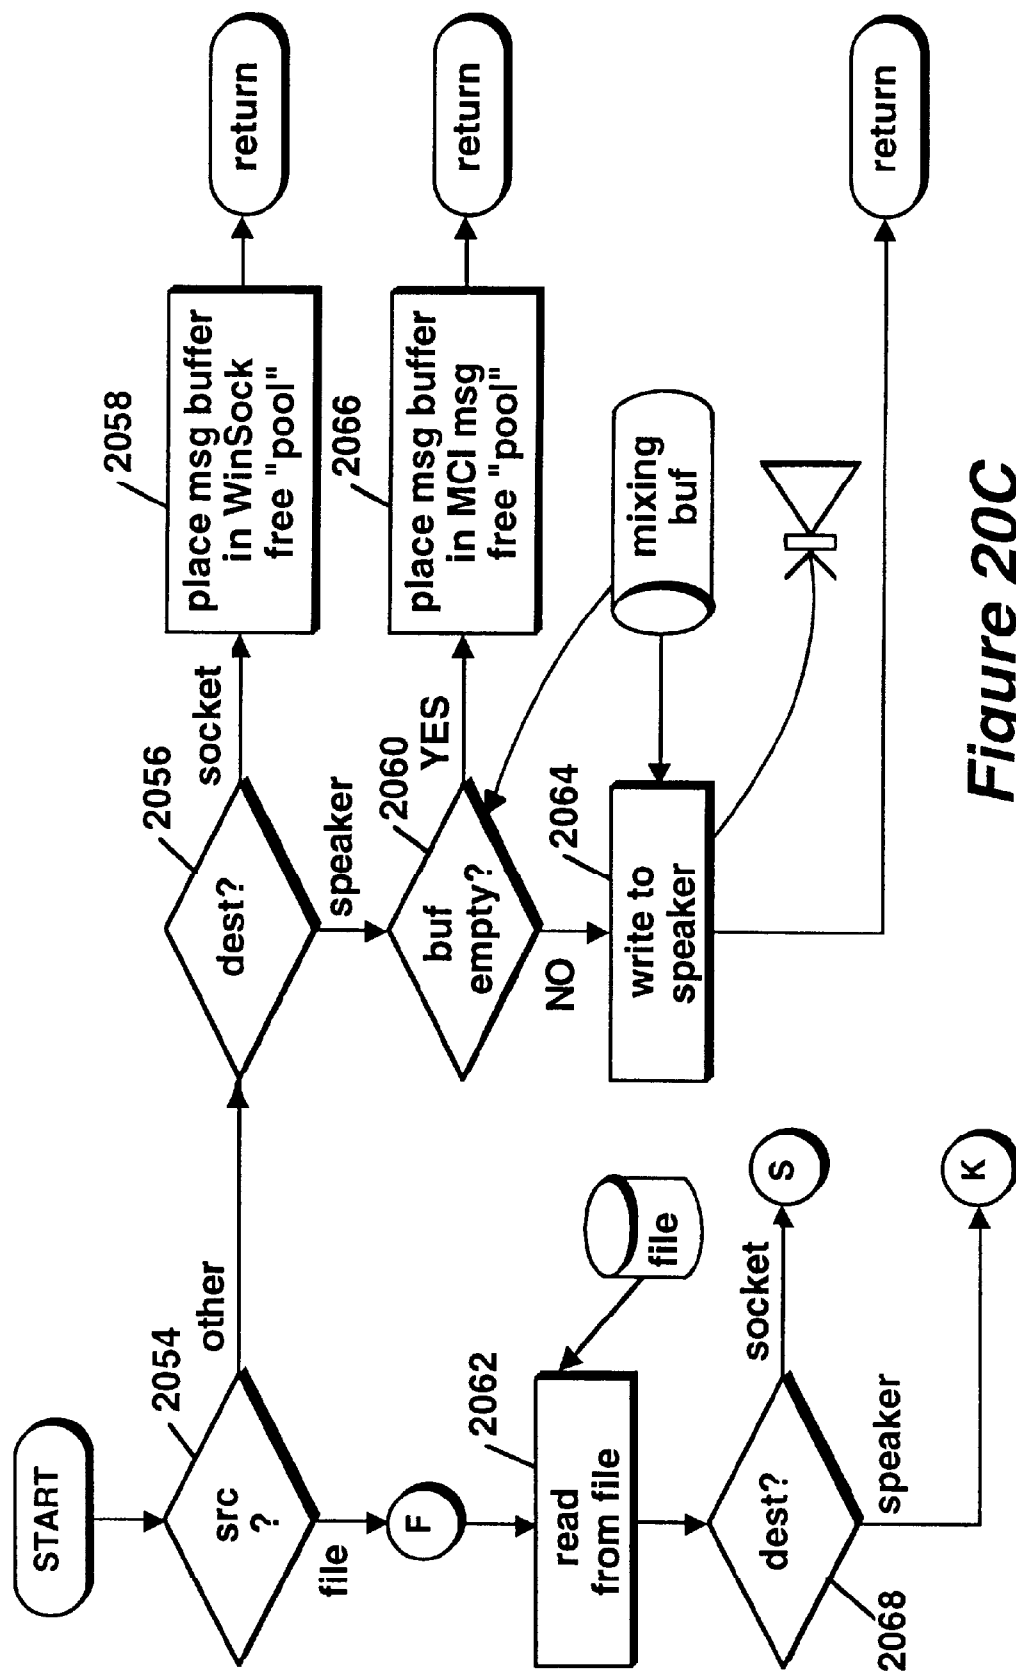 START
2054
src
?
other
file
F
2062
read
from file
file
2068
dest?
socket
S
speaker
K
2056
dest?
socket
2058
place msg buffer
in WinSock
free "pool"
return
speaker
2060
buf
empty?
YES
2066
place msg buffer
in MCI msg
free "pool"
return
NO
2064
write to
speaker
mixing
buf
return
Figure 20C